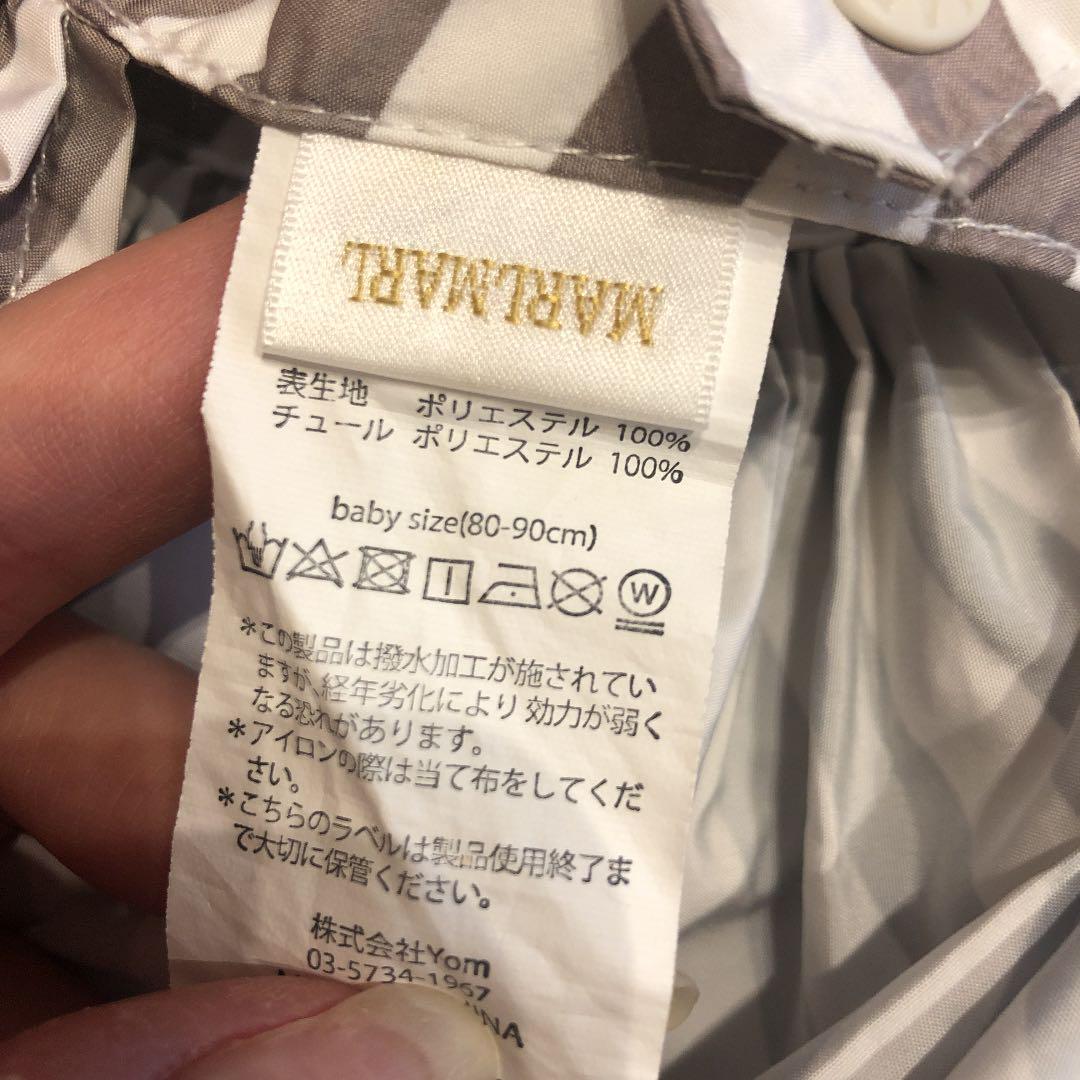 MARLMARL
表生地 ポリエステル 100%
チュール ポリエステル 100%
baby size(80-90cm)
W
*この製品は撥水加工が施されてい
ますが、経年劣化により効力が弱く
なる恐れがあります。
*アイロンの際は当て布をしてくだ
さい。
*こちらのラベルは製品使用終了ま
で大切に保管ください。
株式会社Yom
03-5734-1967